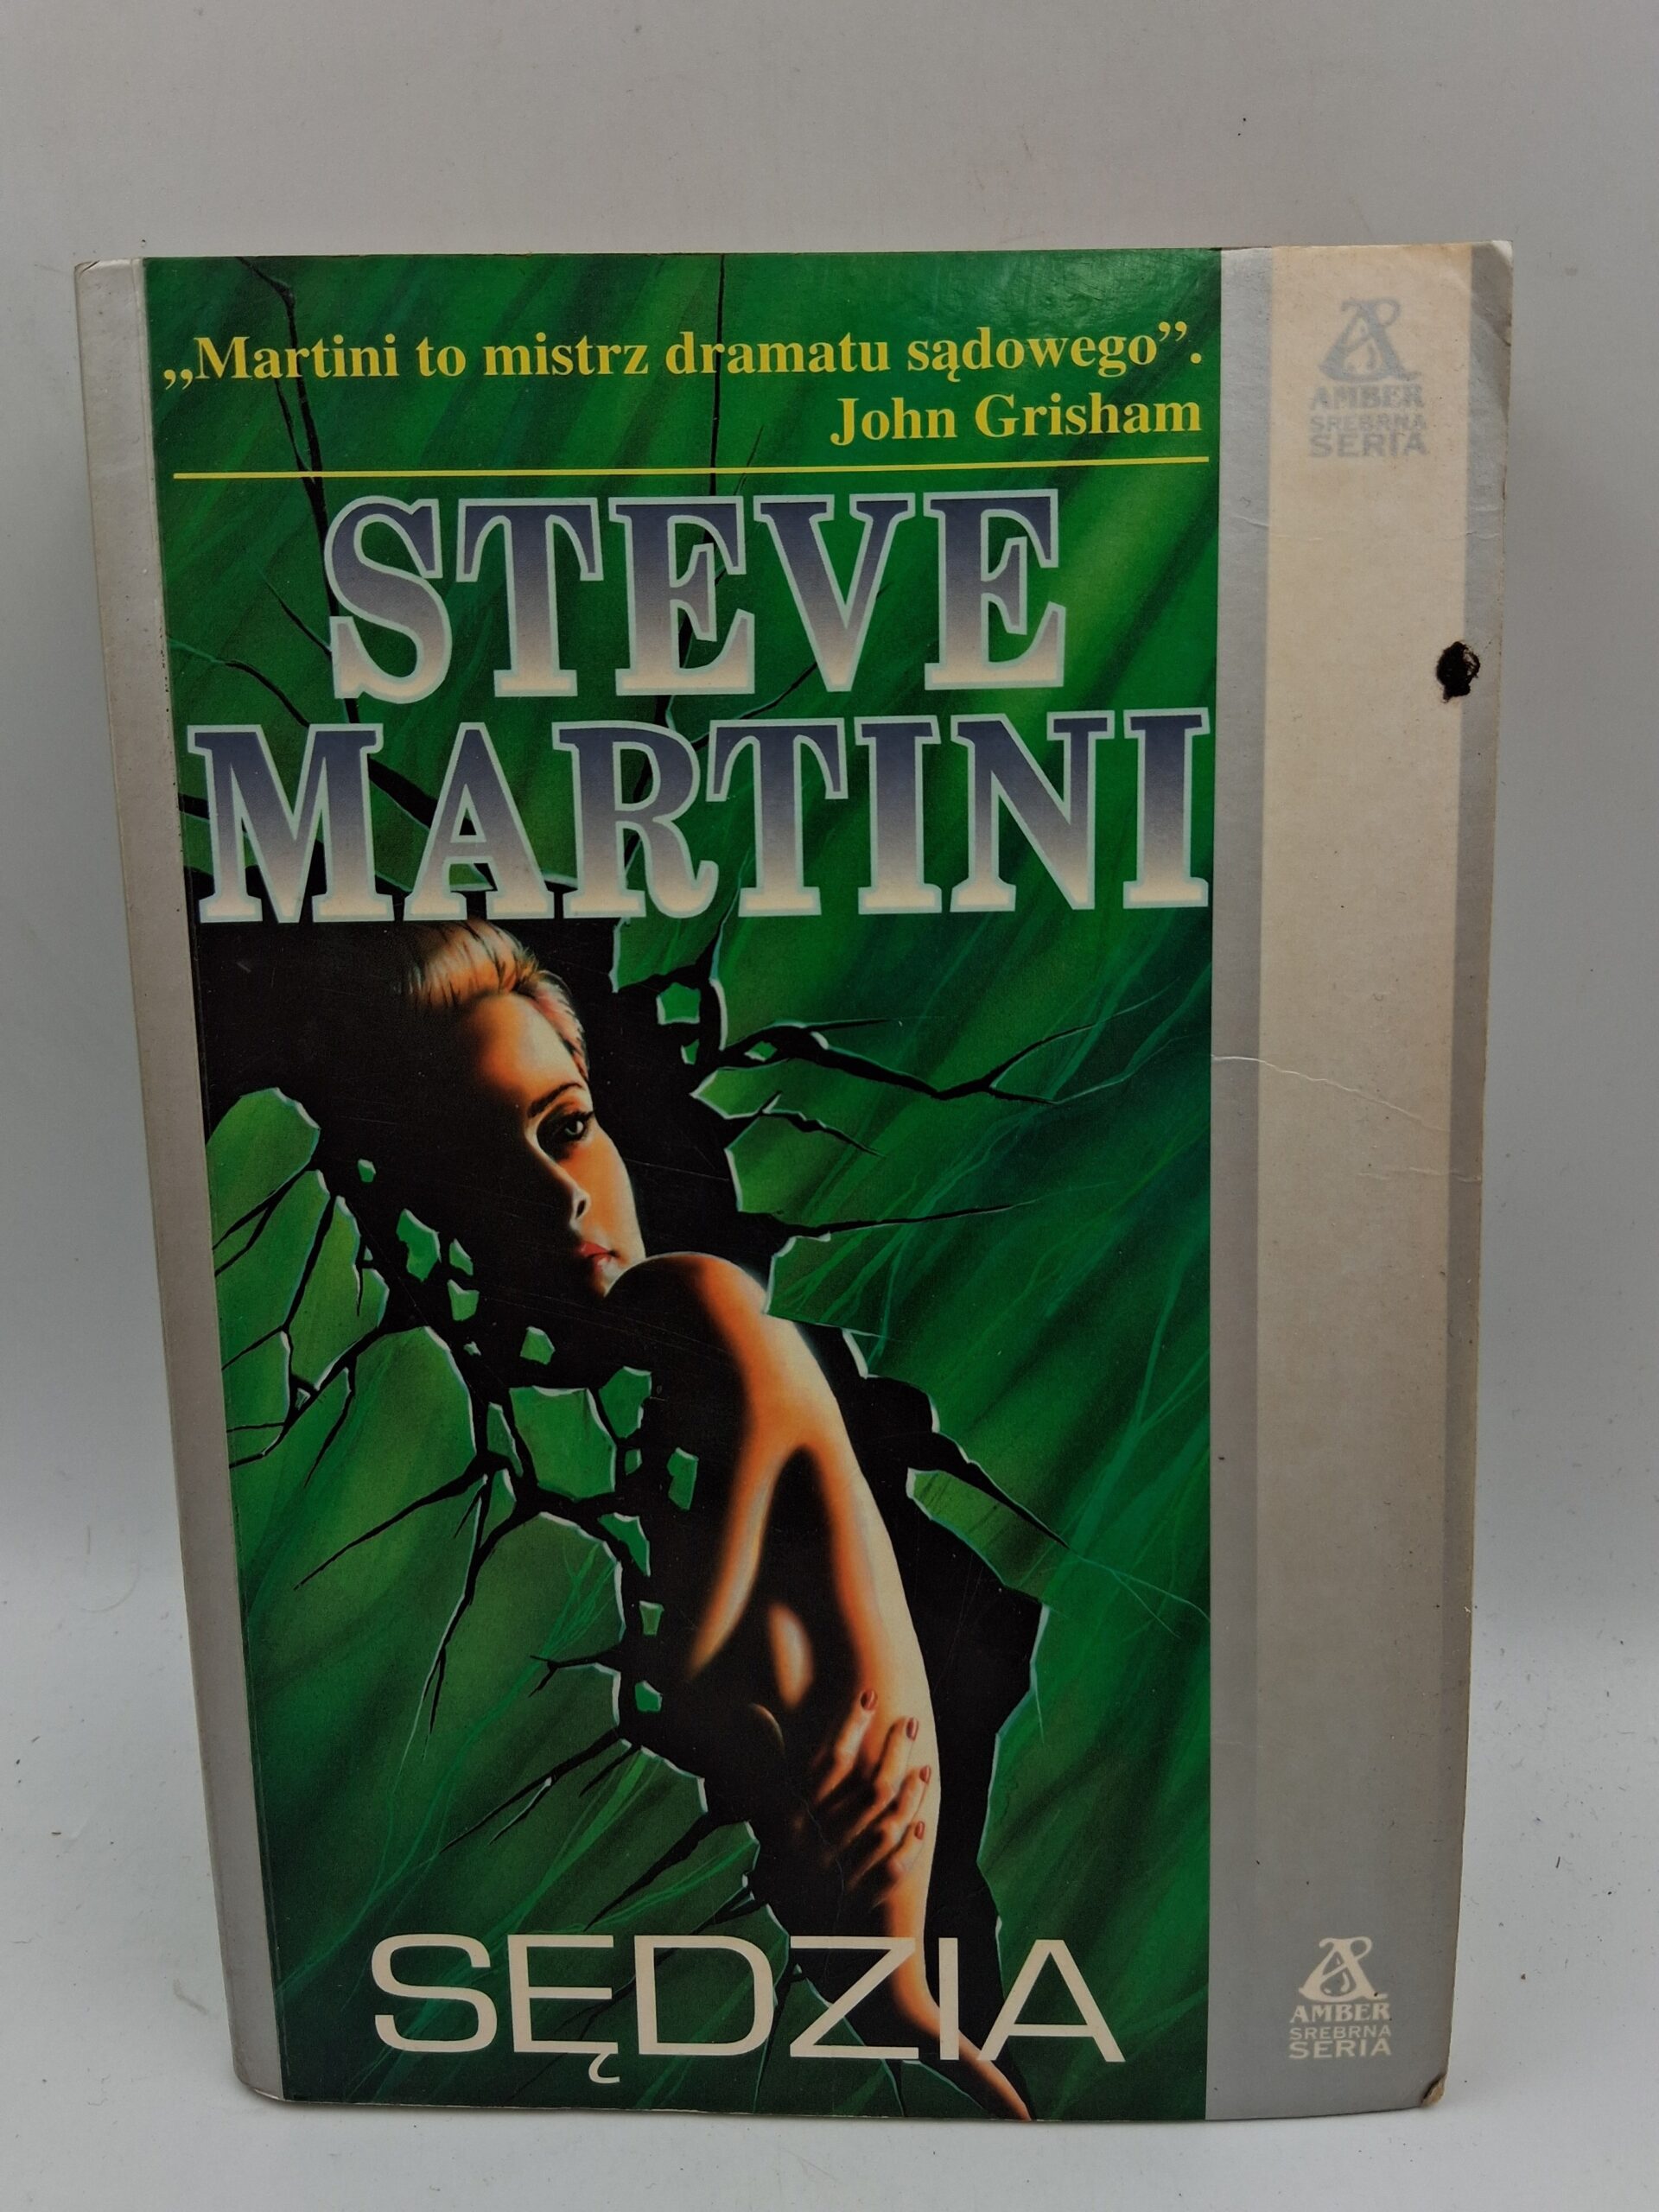 „Martini to mistrz dramatu sądowego”.
John Grisham
STEVE
MARTINI
SĘDZIA
AMBER
SREBRNA
SERIA
AMBER
SREBRNA
SERIA